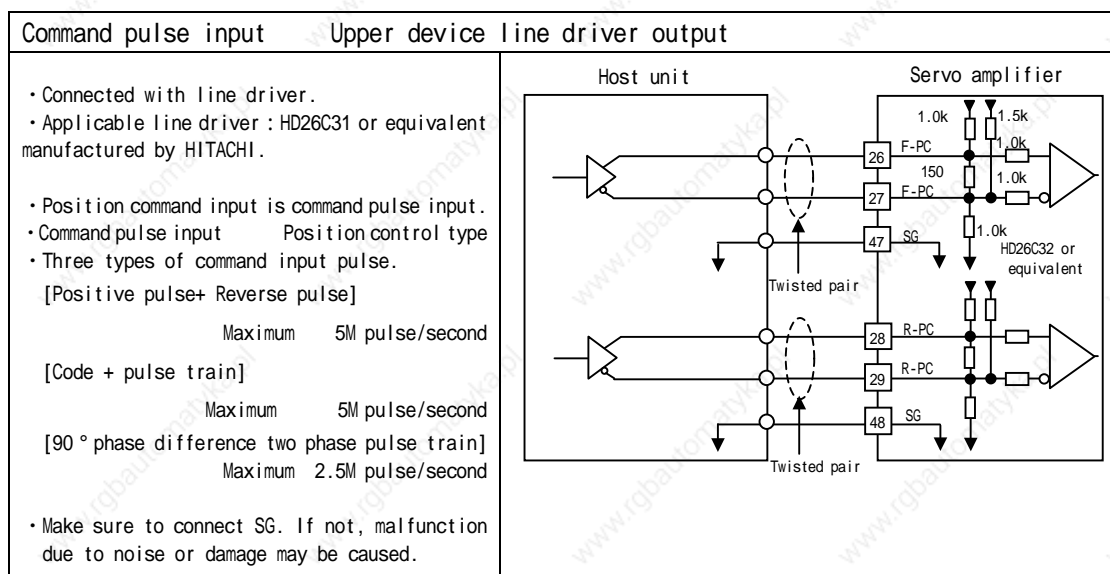 Command pulse input Upper device line driver output
・Connected with line driver.
・Applicable line driver : HD26C31 or equivalent
manufactured by HITACHI.
・Position command input is command pulse input.
・Command pulse input Position control type
・Three types of command input pulse.
[Positive pulse+ Reverse pulse]
Maximum 5M pulse/second
[Code + pulse train]
Maximum 5M pulse/second
[90 ° phase difference two phase pulse train]
Maximum 2.5M pulse/second
・Make sure to connect SG. If not, malfunction
due to noise or damage may be caused.
Host unit
Servo amplifier
1.0k
1.5k
26
F-PC
1.0k
150
1.0k
27
F-PC
47
SG
1.0k
HD26C32 or
equivalent
Twisted pair
28
R-PC
29
R-PC
48
SG
Twisted pair
www.rgbautomatyka.pl